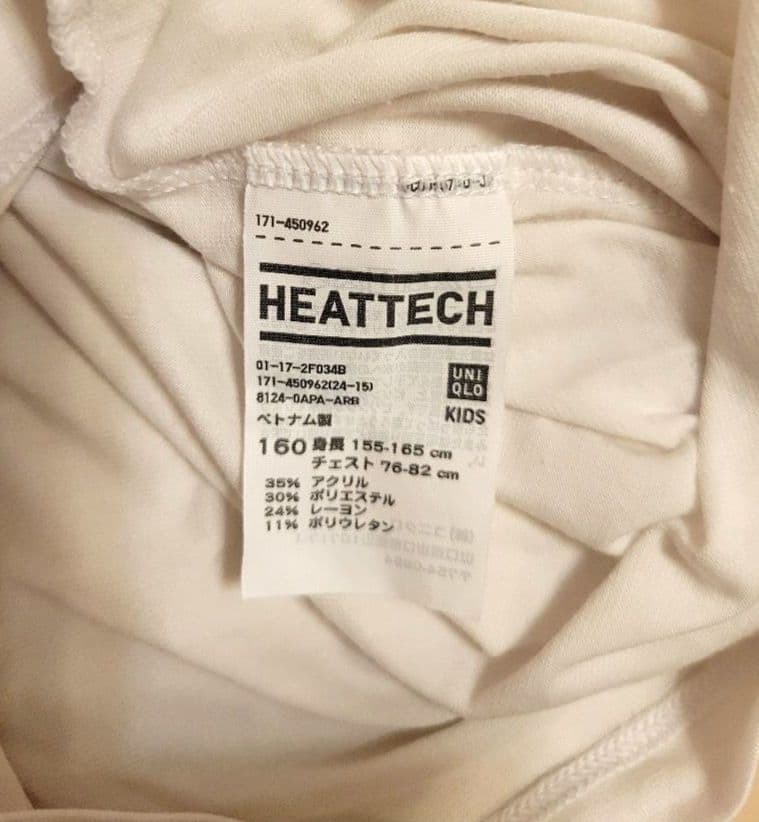 171-450962
HEATTECH
01-17-2F034B
171-450962(24-15)
8124-0APA-ARB
UNI
QLO
KIDS
ベトナム製
160 身長 155-165 cm
チェスト 76-82 cm
35% アクリル
30% ポリエステル
24% レーヨン
11% ポリウレタン